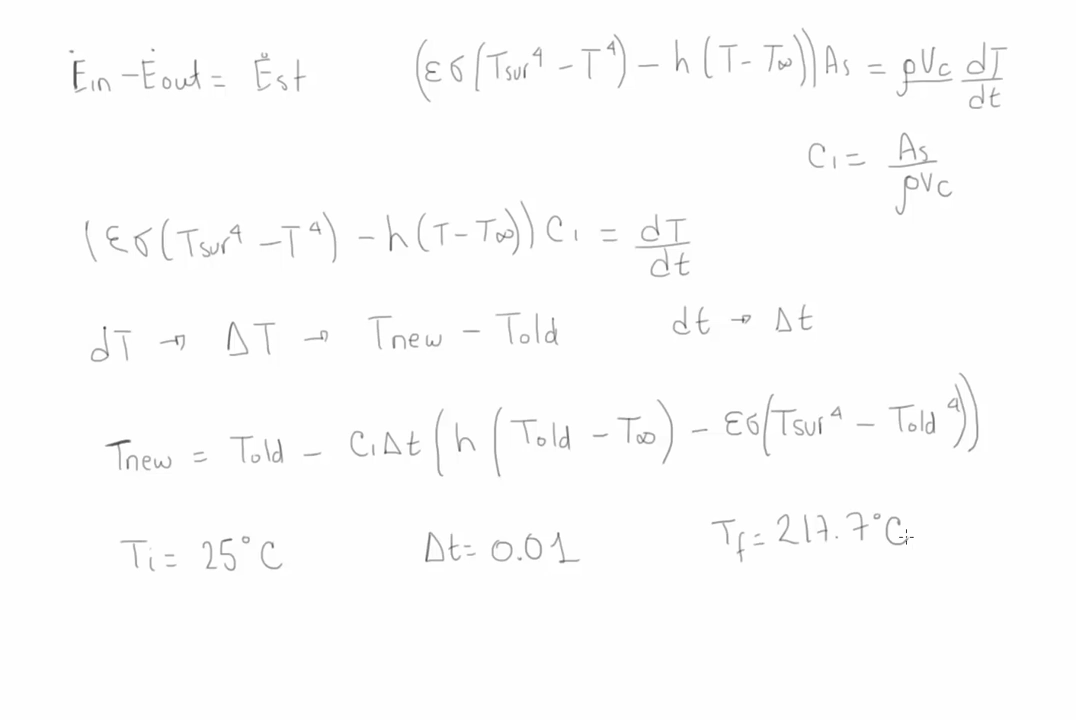 Ėin − Ėout = Ëst (εσ(Tsur⁴ − T⁴) − h(T − T∞))As = ρVc dT/dt
C₁ = As/ρVc
(εσ(Tsur⁴ − T⁴) − h(T − T∞))C₁ = dT/dt
dT → ΔT → Tnew − Told dt → Δt
Tnew = Told − C₁Δt(h(Told − T∞) − εσ(Tsur⁴ − Told⁴))
Ti = 25°C Δt = 0.01 Tf = 217.7°C